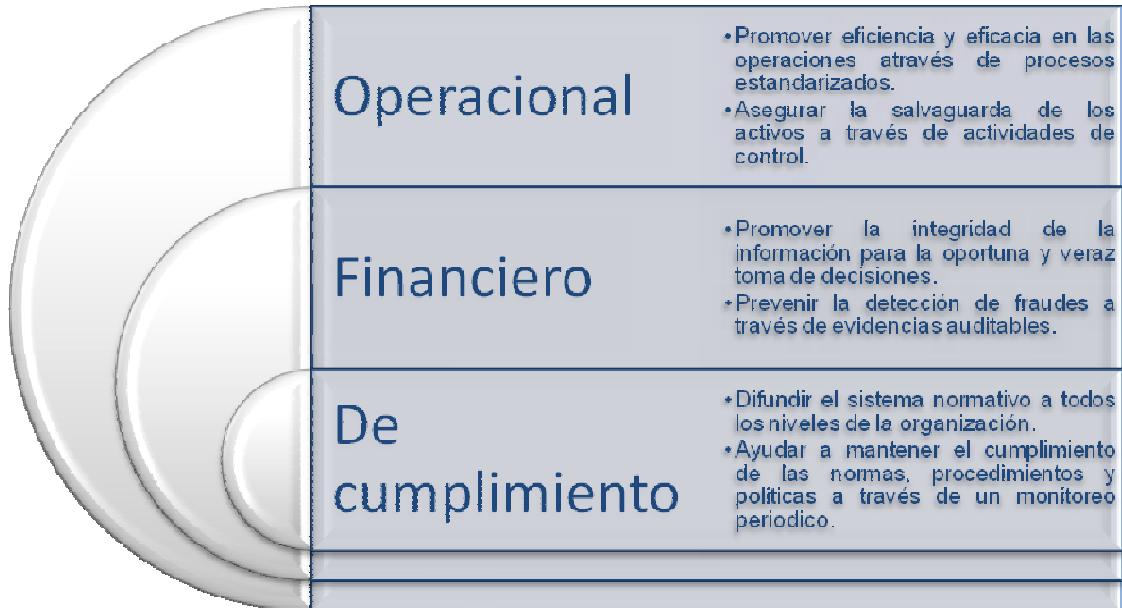 Operacional
•Promover eficiencia y eficacia en las
operaciones através de procesos
estandarizados.
•Asegurar la salvaguarda de los
activos a través de actividades de
control.
Financiero
•Promover la integridad de la
información para la oportuna y veraz
toma de decisiones.
•Prevenir la detección de fraudes a
través de evidencias auditables.
De
cumplimiento
•Difundir el sistema normativo a todos
los niveles de la organización.
•Ayudar a mantener el cumplimiento
de las normas, procedimientos y
políticas a través de un monitoreo
periodico.